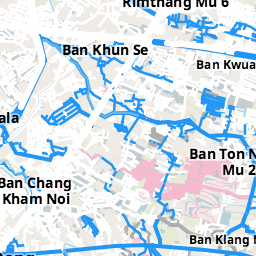 Rimthang Mu 6
Ban Khun Se
Ban Kwua
ala
Ban Ton N
Mu 2
Ban Chang
Kham Noi
Ban Klang M